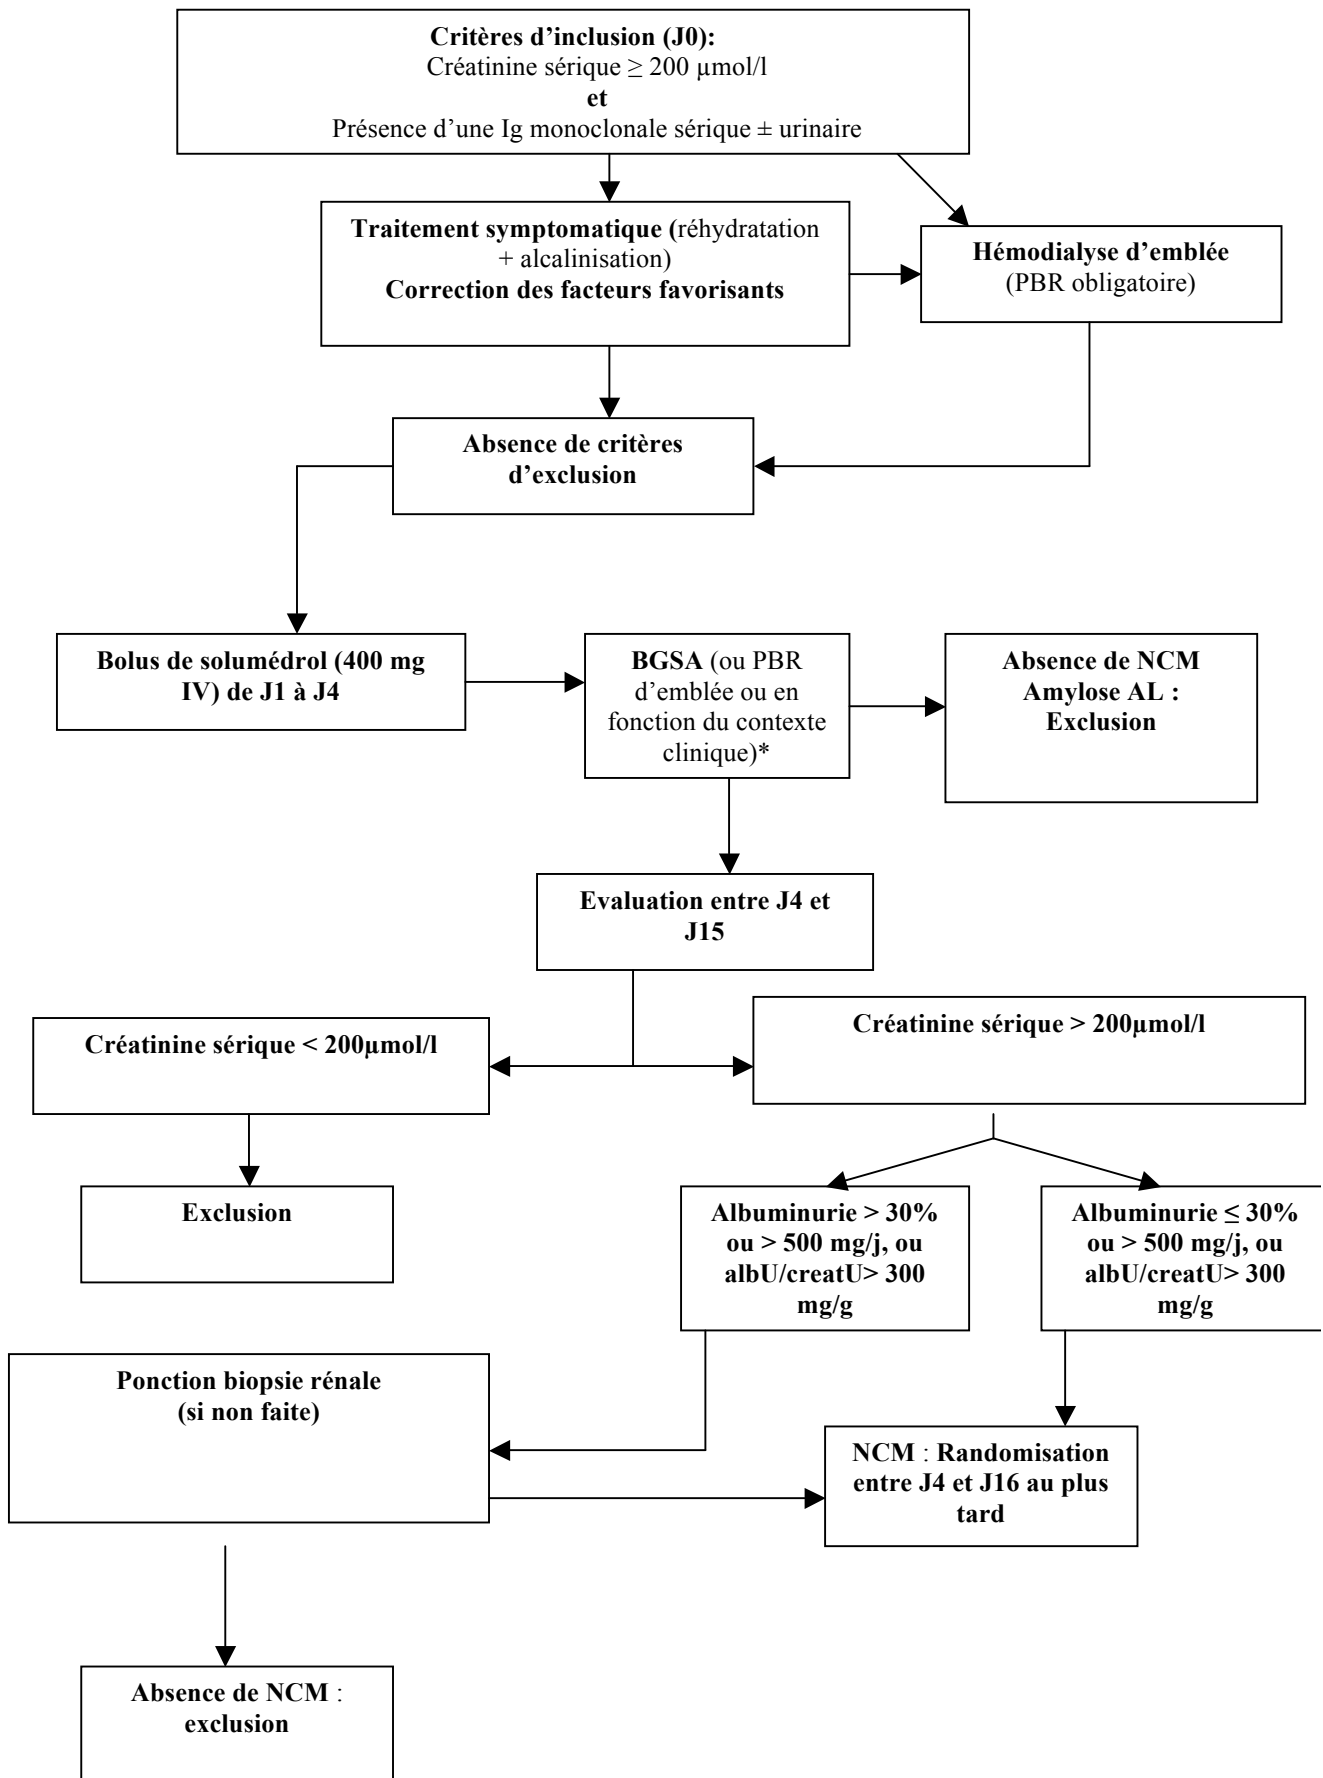 Critères d'inclusion (J0):
Créatinine sérique ≥ 200 µmol/l
et
Présence d'une Ig monoclonale sérique ± urinaire
Traitement symptomatique (réhydratation
+ alcalinisation)
Correction des facteurs favorisants
Hémodialyse d'emblée
(PBR obligatoire)
Absence de critères
d'exclusion
Bolus de solumédrol (400 mg
IV) de J1 à J4
BGSA (ou PBR
d'emblée ou en
fonction du contexte
clinique)*
Absence de NCM
Amylose AL :
Exclusion
Evaluation entre J4 et
J15
Créatinine sérique < 200µmol/l
Créatinine sérique > 200µmol/l
Exclusion
Albuminurie > 30%
ou > 500 mg/j, ou
albU/creatU> 300
mg/g
Albuminurie ≤ 30%
ou > 500 mg/j, ou
albU/creatU> 300
mg/g
Ponction biopsie rénale
(si non faite)
NCM : Randomisation
entre J4 et J16 au plus
tard
Absence de NCM :
exclusion